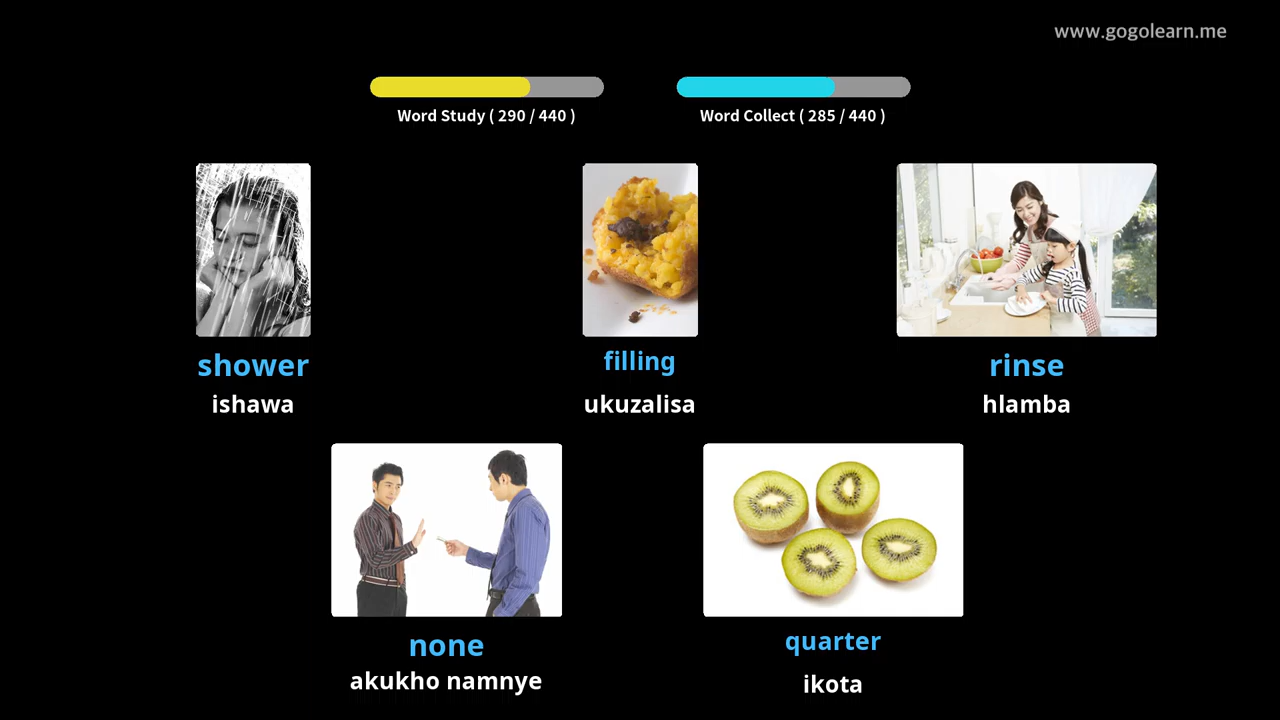 www.gogolearn.me
Word Study ( 290 / 440 )
Word Collect ( 285 / 440 )
shower
ishawa
filling
ukuzalisa
rinse
hlamba
none
akukho namnye
quarter
ikota